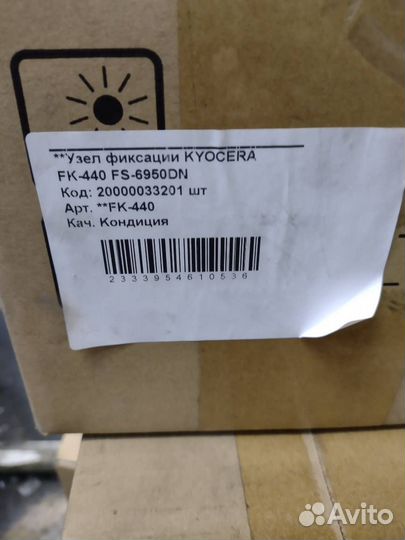 **Узел фиксации KYOCERA
FK-440 FS-6950DN
Код: 20000033201 шт
Арт. **FK-440
Кач. Кондиция
2333954610536
Avito